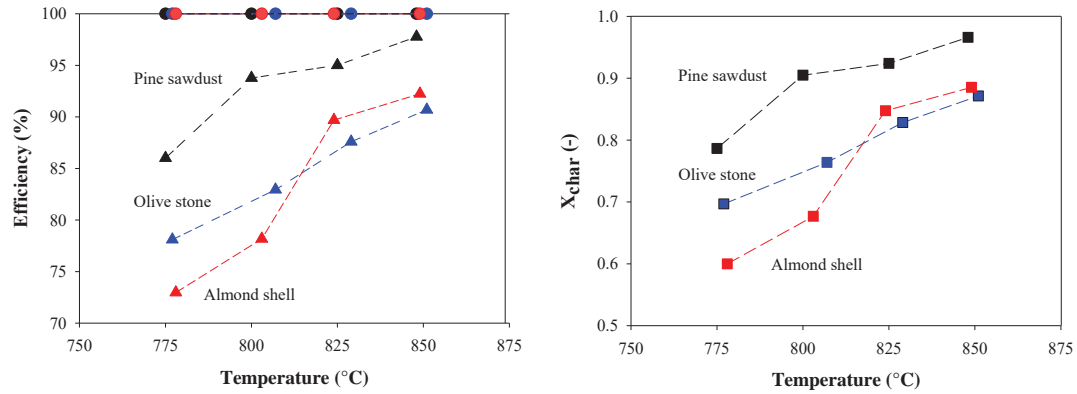 100
95
90
85
80
75
70
Efficiency (%)
Pine sawdust
Olive stone
Almond shell
750 775 800 825 850 875
Temperature (°C)
1.0
0.9
0.8
0.7
0.6
0.5
Xchar (-)
Pine sawdust
Olive stone
Almond shell
750 775 800 825 850 875
Temperature (°C)